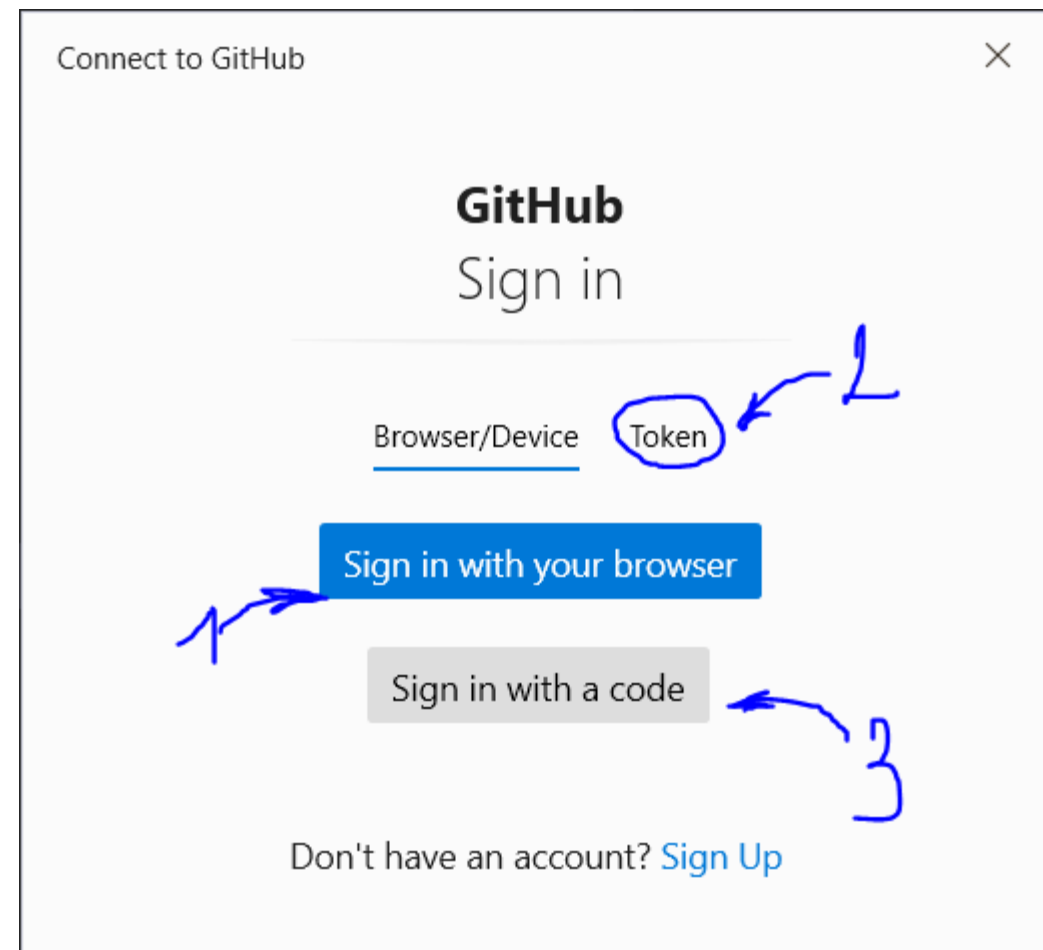 Connect to GitHub
GitHub
Sign in
2
Browser/Device Token
Sign in with your browser
1
Sign in with a code
3
Don't have an account? Sign Up